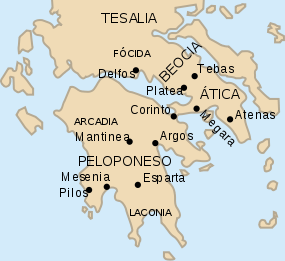 TESALIA
FÓCIDA
BEOCIA
Delfos
Tebas
Platea
ÁTICA
Corinto
ARCADIA
Megara
Atenas
Mantinea
Argos
PELOPONESO
Mesenia
Esparta
Pilos
LACONIA